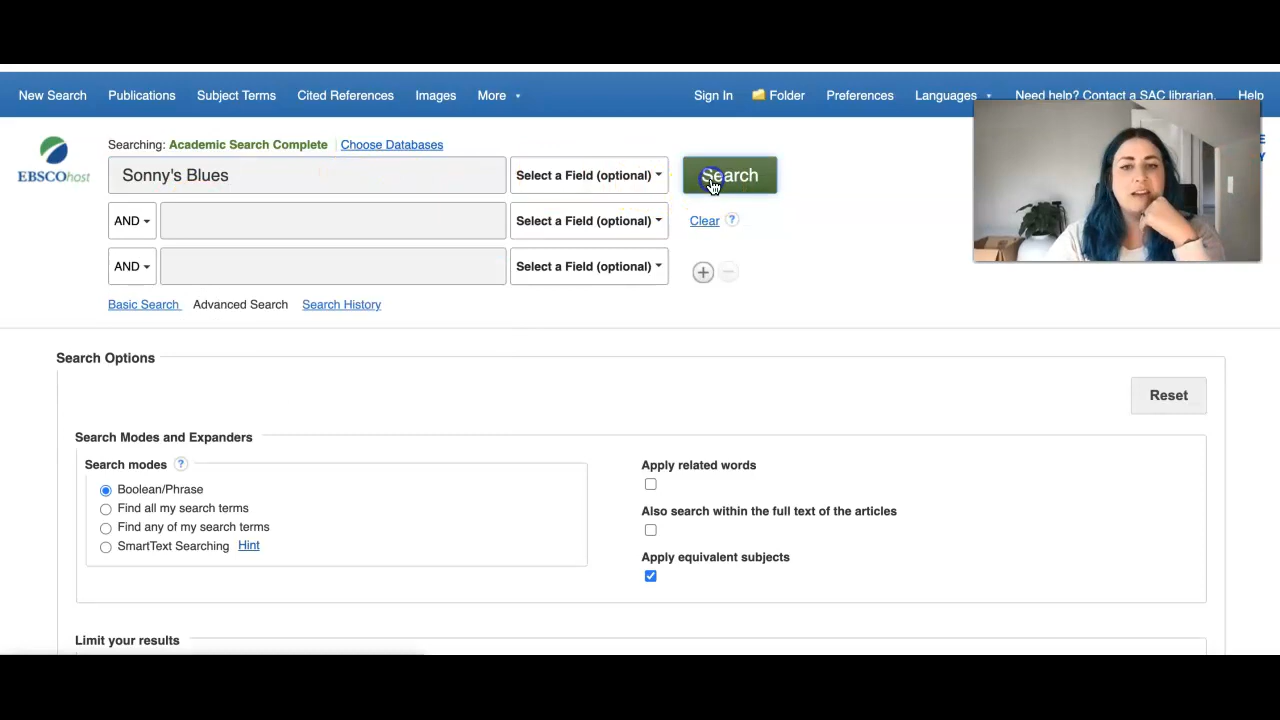 New Search Publications Subject Terms Cited References Images More Sign In Folder Preferences Languages Need help? Contact a SAC librarian. Help
Searching: Academic Search Complete Choose Databases
EBSCOhost Sonny's Blues Select a Field (optional) Search
AND Select a Field (optional) Clear ?
AND Select a Field (optional)
Basic Search Advanced Search Search History
Search Options
Reset
Search Modes and Expanders
Search modes ? Apply related words
Boolean/Phrase
Find all my search terms Also search within the full text of the articles
Find any of my search terms
SmartText Searching Hint Apply equivalent subjects
Limit your results